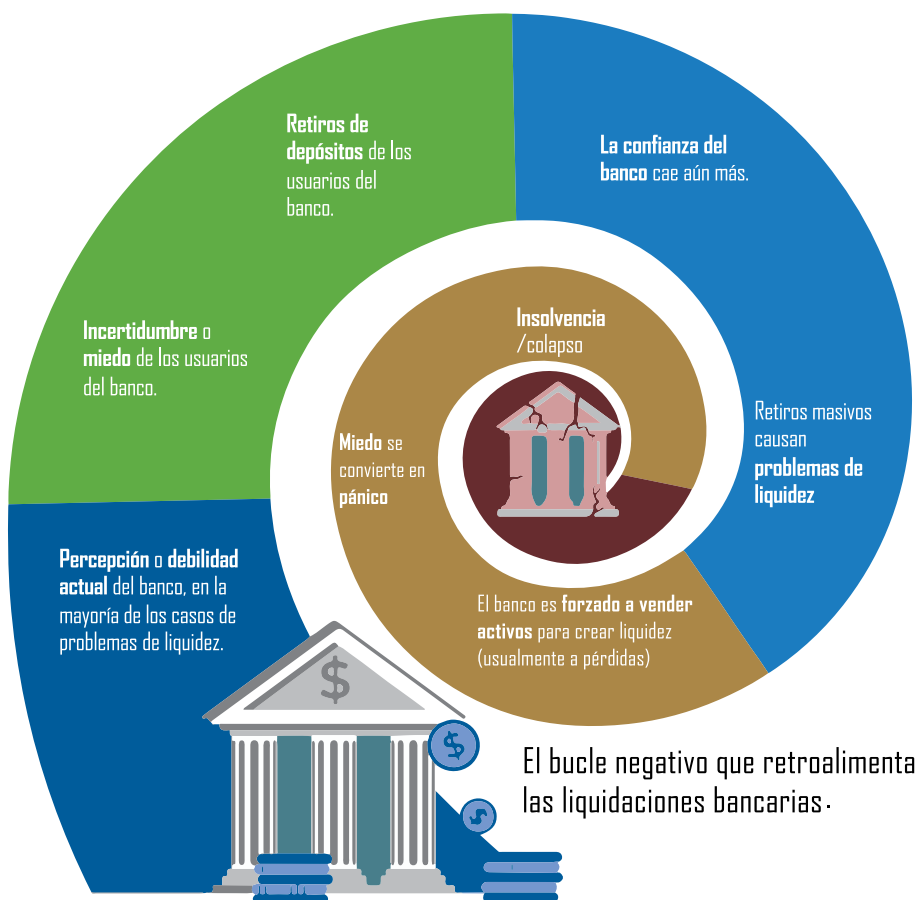 Percepción o debilidad
actual del banco, en la
mayoría de los casos de
problemas de liquidez.
Incertidumbre o
miedo de los usuarios
del banco.
Retiros de
depósitos de los
usuarios del
banco.
La confianza del
banco cae aún más.
Retiros masivos
causan
problemas de
liquidez
El banco es forzado a vender
activos para crear liquidez
(usualmente a pérdidas)
Miedo se
convierte en
pánico
Insolvencia
/colapso
$
$
$
El bucle negativo que retroalimenta
las liquidaciones bancarias.